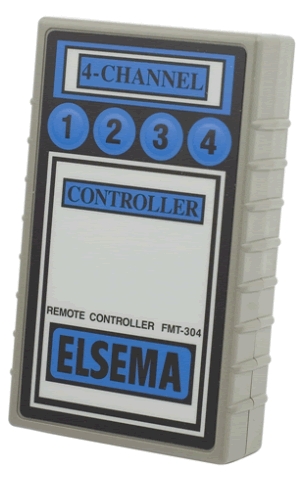 4-CHANNEL
1 2 3 4
CONTROLLER
REMOTE CONTROLLER FMT-304
ELSEMA